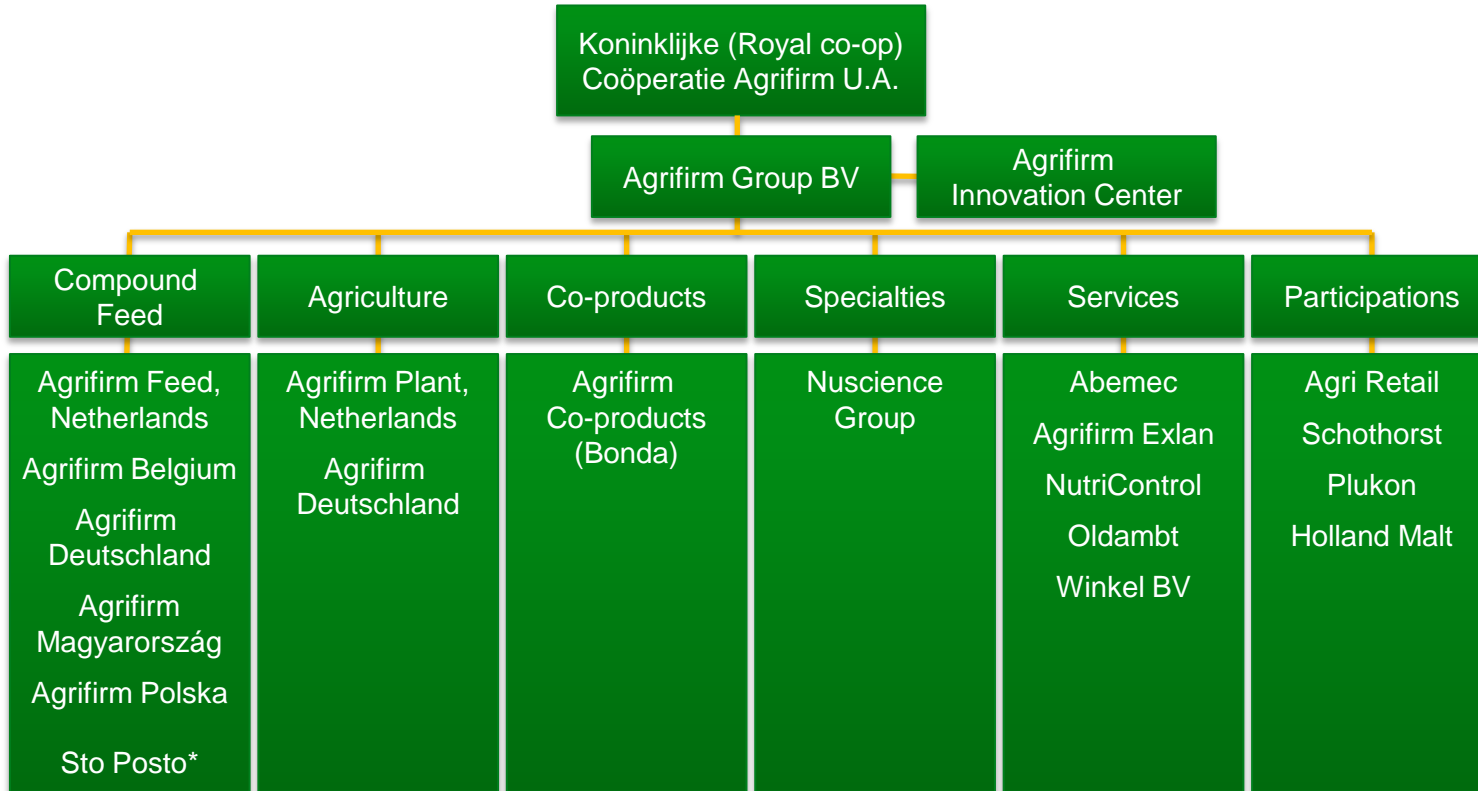 Koninklijke (Royal co-op)
Coöperatie Agrifirm U.A.
Agrifirm Group BV
Agrifirm
Innovation Center
Compound
Feed
Agriculture
Co-products
Specialties
Services
Participations
Agrifirm Feed,
Netherlands
Agrifirm Belgium
Agrifirm
Deutschland
Agrifirm
Magyarország
Agrifirm Polska
Sto Posto*
Agrifirm Plant,
Netherlands
Agrifirm
Deutschland
Agrifirm
Co-products
(Bonda)
Nuscience
Group
Abemec
Agrifirm Exlan
NutriControl
Oldambt
Winkel BV
Agri Retail
Schothorst
Plukon
Holland Malt